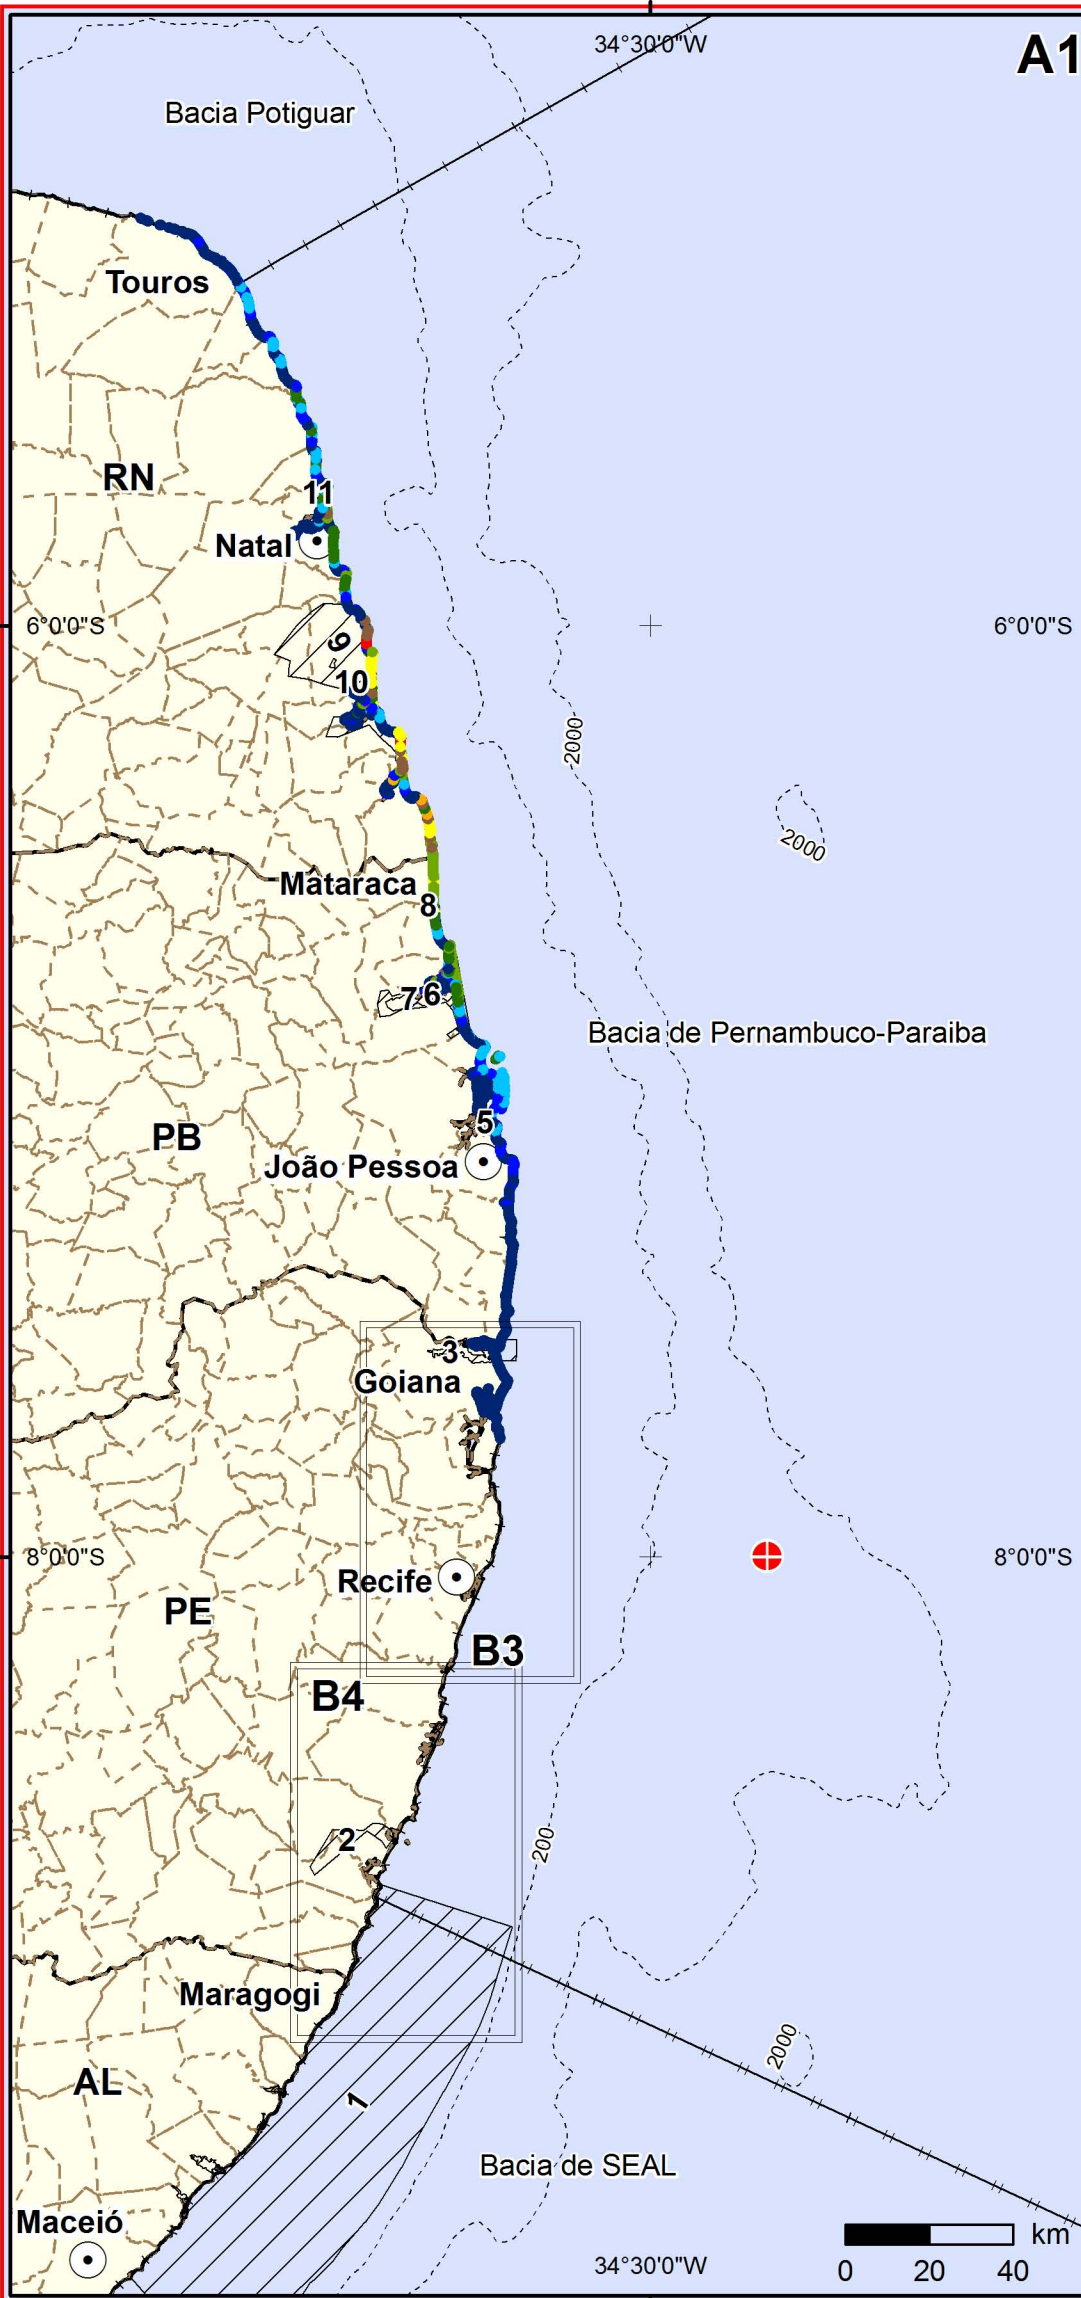 34°30'0"W
A1
Bacia Potiguar
Touros
RN
11
Natal
6°0'0"S
6°0'0"S
9
10
2000
2000
Mataraca
8
7
6
Bacia de Pernambuco-Paraiba
5
PB
João Pessoa
3
Goiana
8°0'0"S
8°0'0"S
Recife
PE
B3
B4
2
200
Maragogi
2000
AL
1
Bacia de SEAL
Maceió
km
34°30'0"W
0 20 40